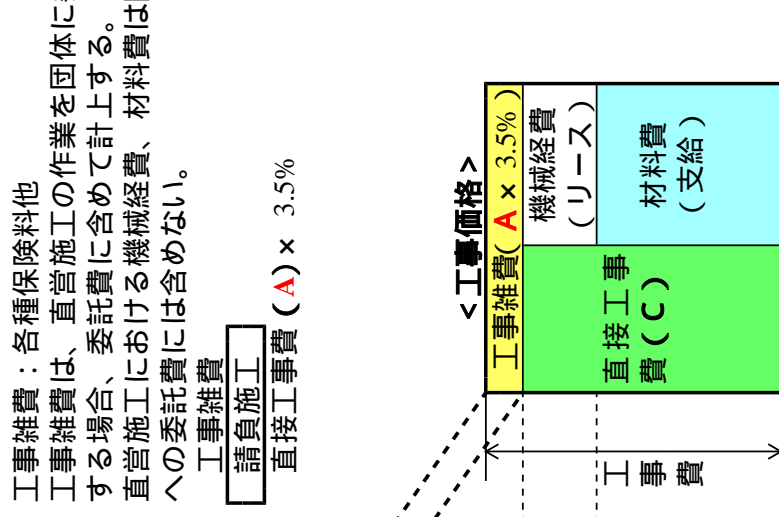 工事雑費：各種保険料他
工事雑費は、直営施工の作業を団体に
する場合、委託費に含めて計上する。
直営施工における機械経費、材料費は
への委託費には含めない。
工事雑費
請負施工
直接工事費（A）× 3.5%
＜工事価格＞
工事雑費（A × 3.5%）
機械経費
（リース）
材料費
（支給）
直接工事
費（C）
工事費